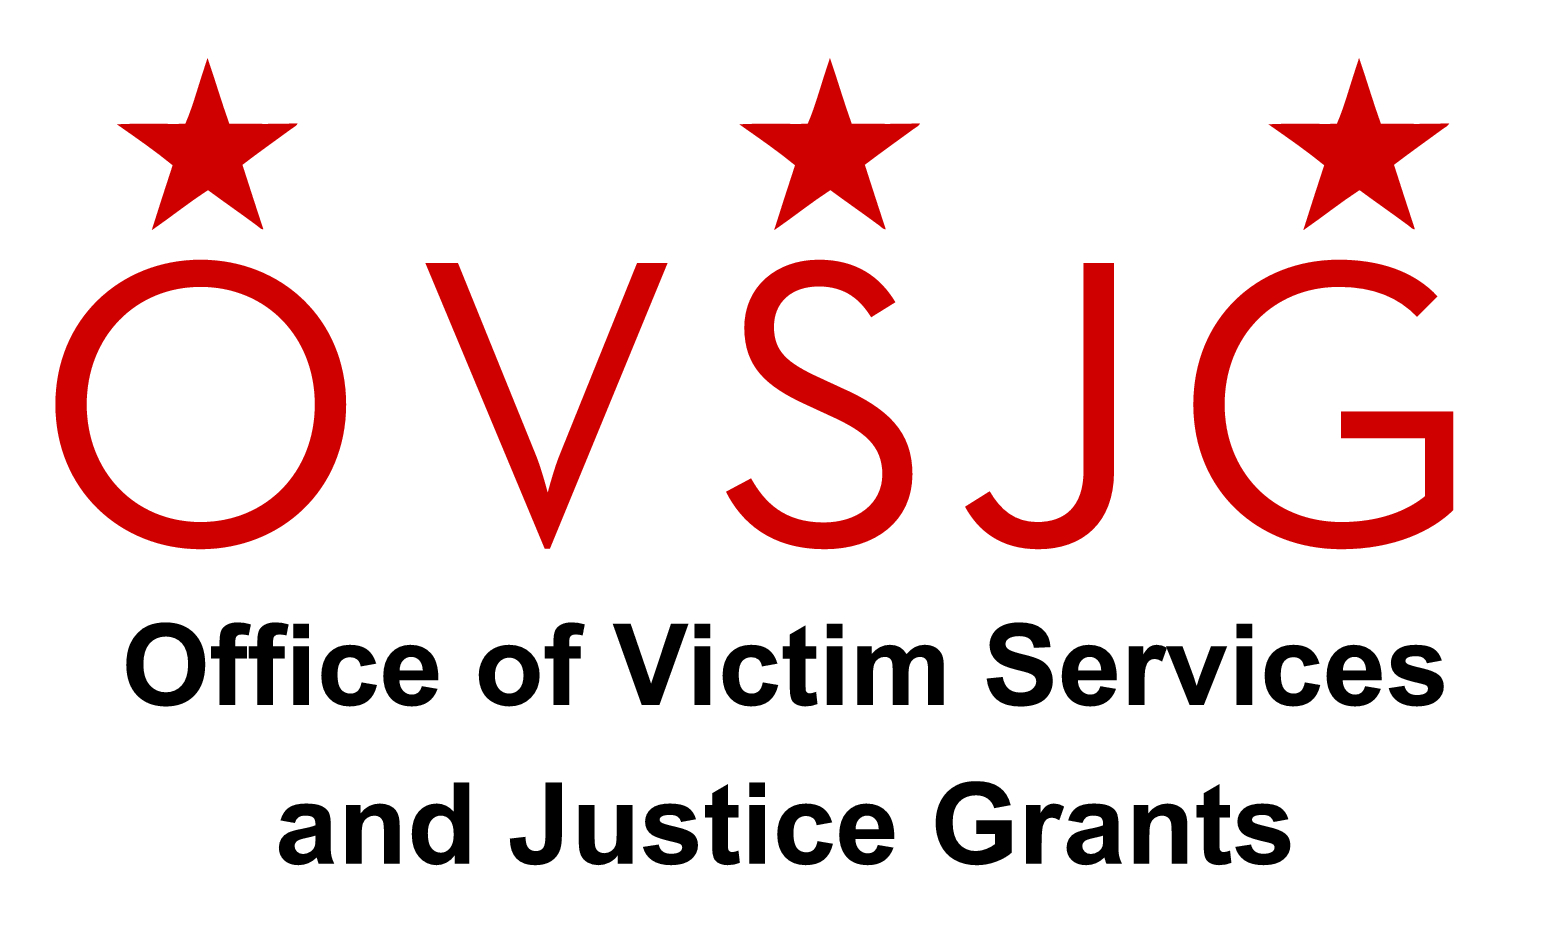 OVSJG
Office of Victim Services
and Justice Grants